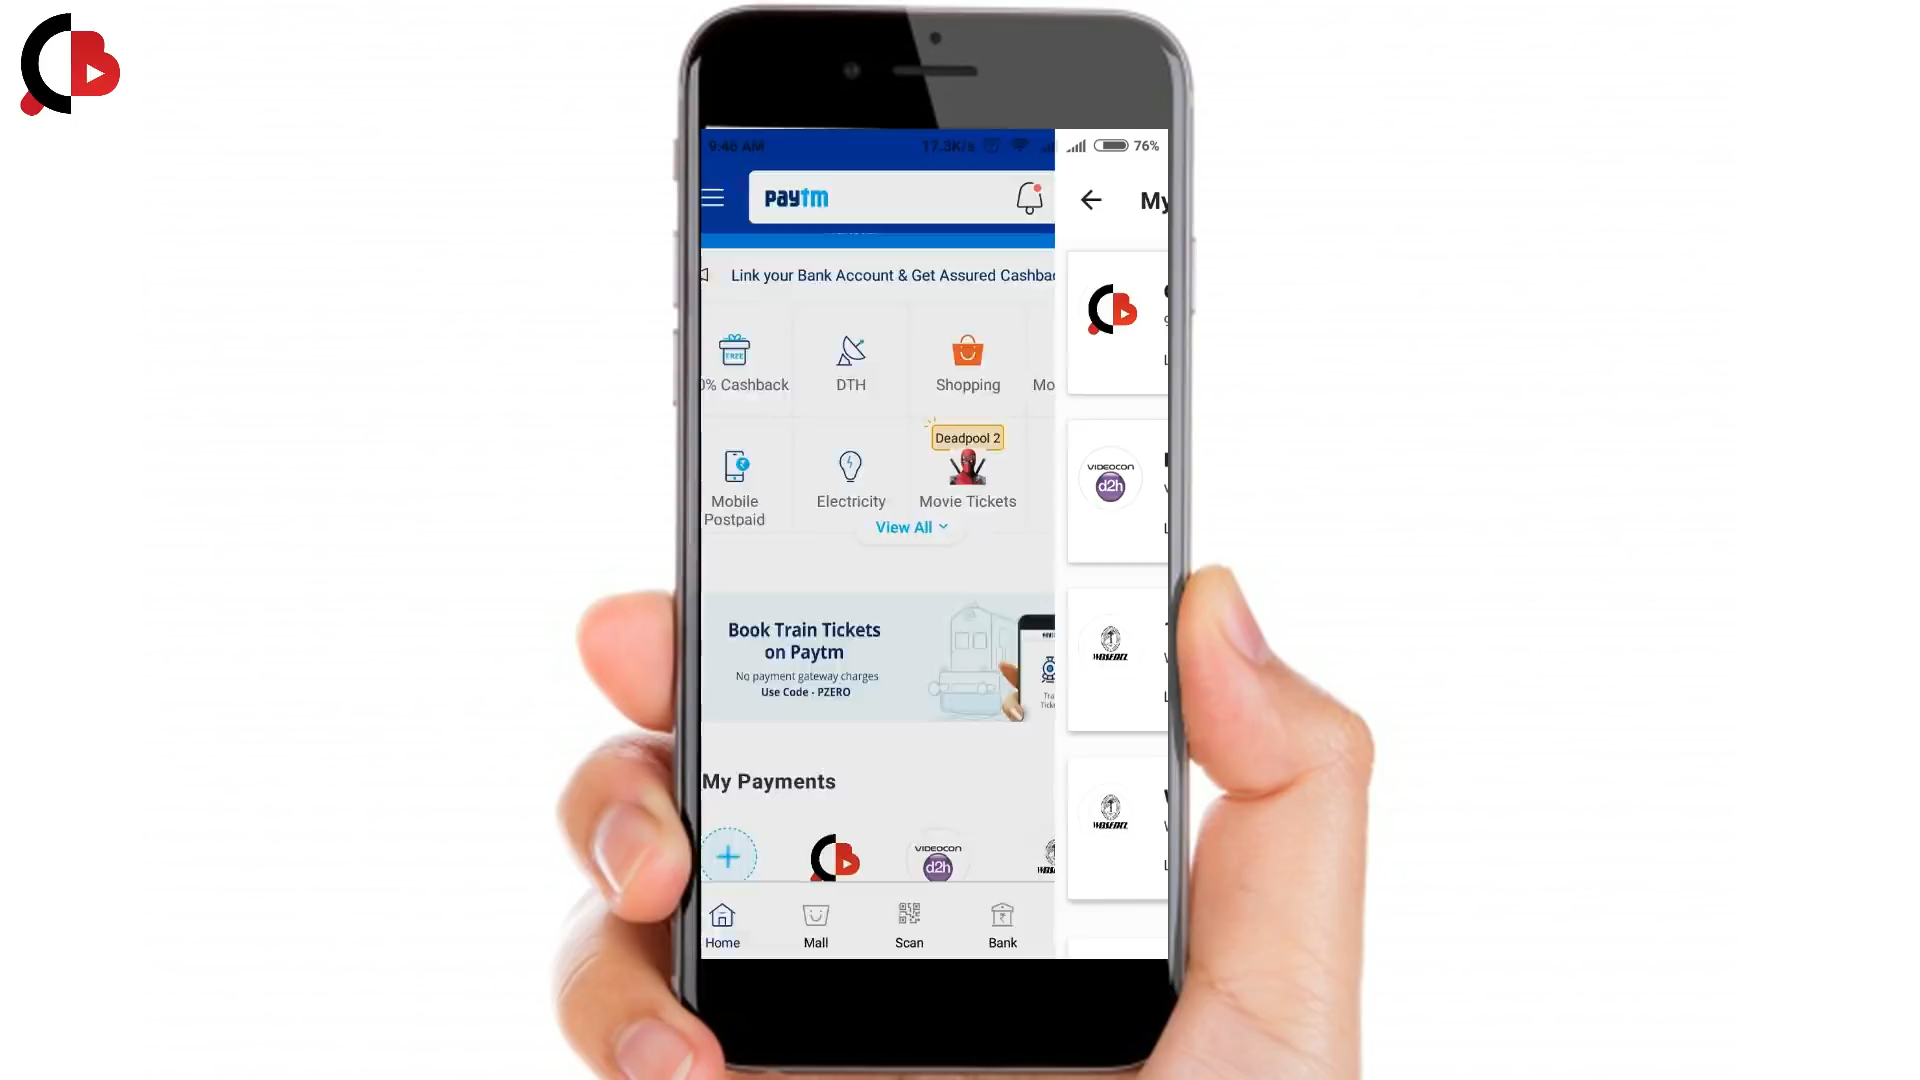 9:46 AM 17.3K/s
76%
paytm
My
Link your Bank Account & Get Assured Cashba
0% Cashback
DTH
Shopping
Mo
FREE
Deadpool 2
Mobile
Postpaid
Electricity
Movie Tickets
View All
VIDEOCON
d2h
Book Train Tickets
on Paytm
No payment gateway charges
Use Code - PZERO
WBSEDCL
My Payments
WBSEDCL
VIDEOCON
d2h
Home
Mall
Scan
Bank